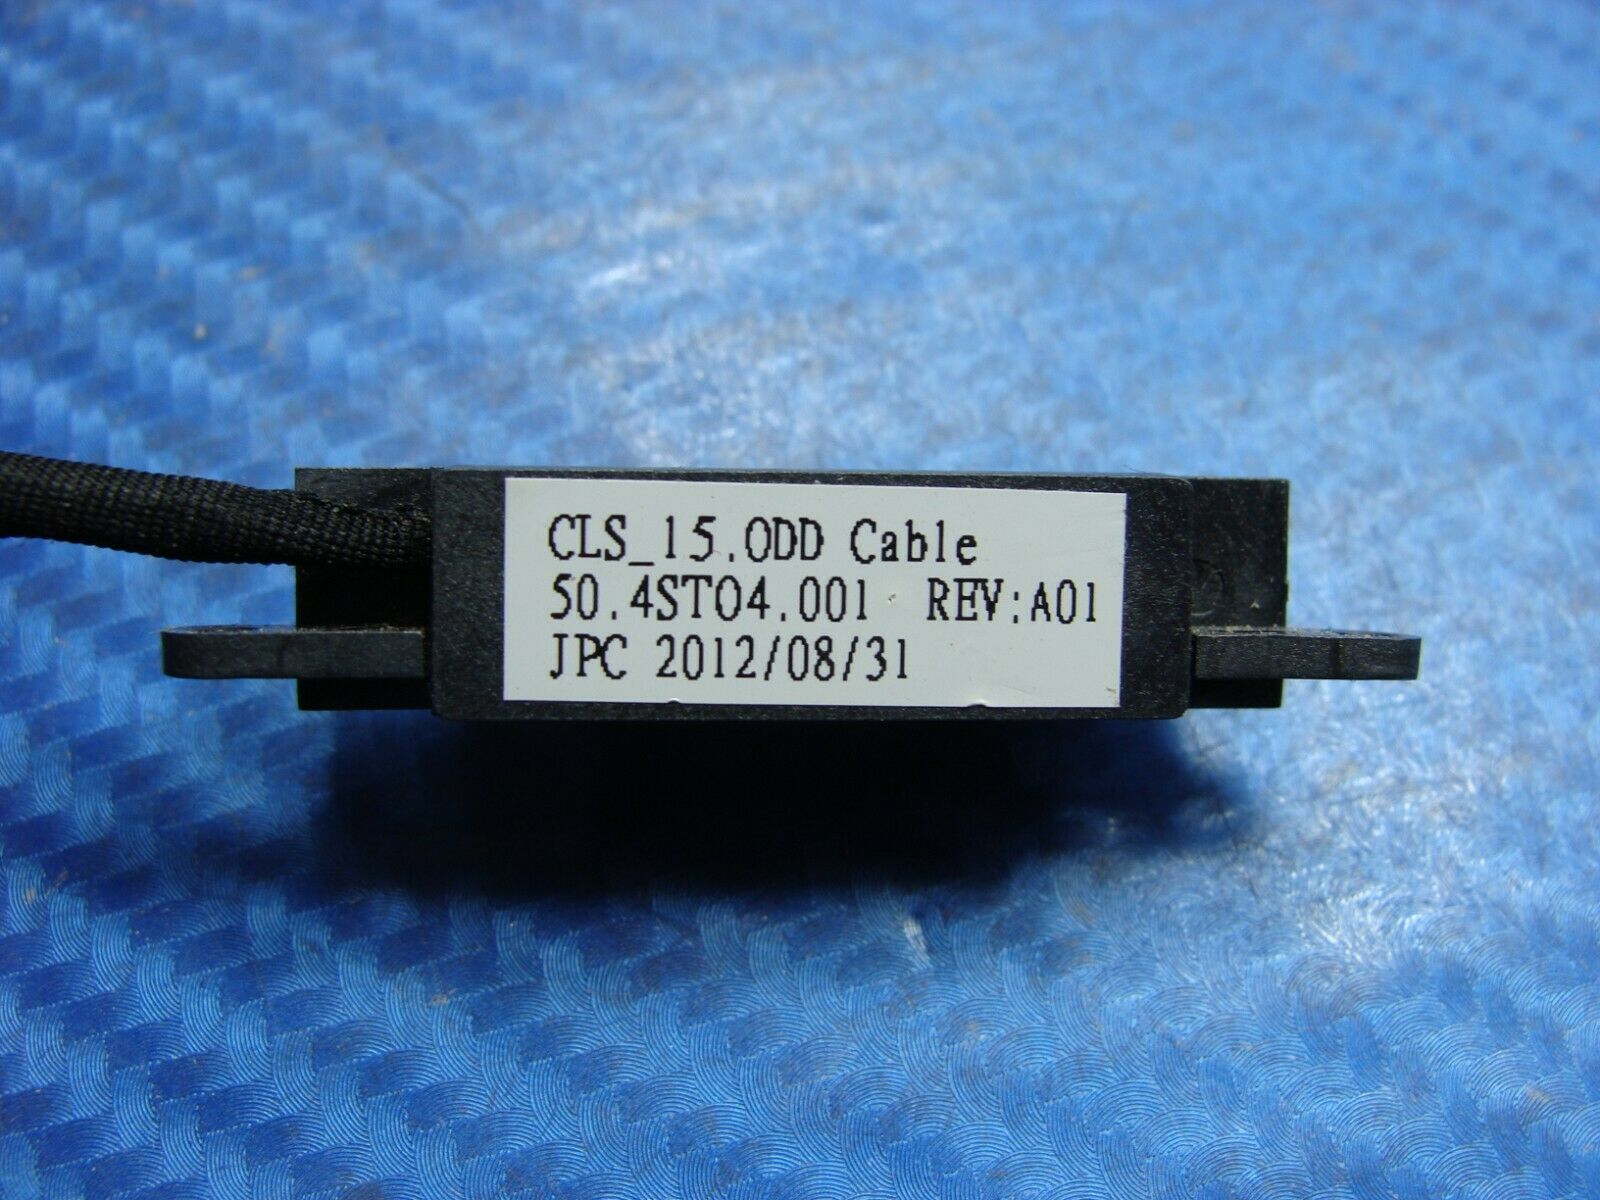 CLS_15.ODD Cable
50.4ST04.001 REV:A01
JPC 2012/08/31